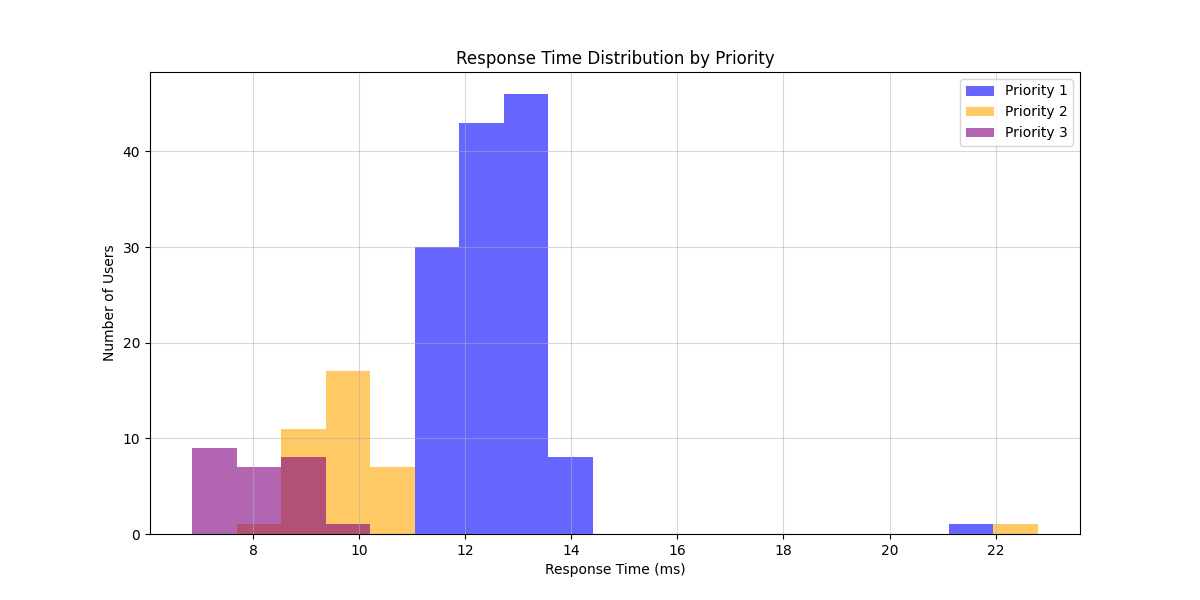 Response Time Distribution by Priority
Priority 1
Priority 2
Priority 3
Number of Users
40
30
20
10
0
8 10 12 14 16 18 20 22
Response Time (ms)